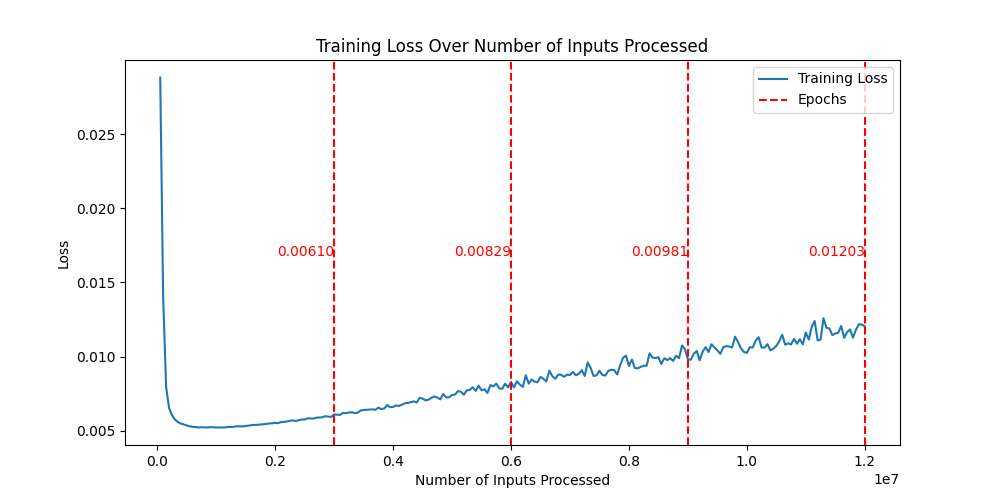 Training Loss Over Number of Inputs Processed
Training Loss
Epochs
0.025
0.020
0.015
0.010
0.005
Loss
0.00610
0.00829
0.00981
0.01203
0.0
0.2
0.4
0.6
0.8
1.0
1.2
1e7
Number of Inputs Processed